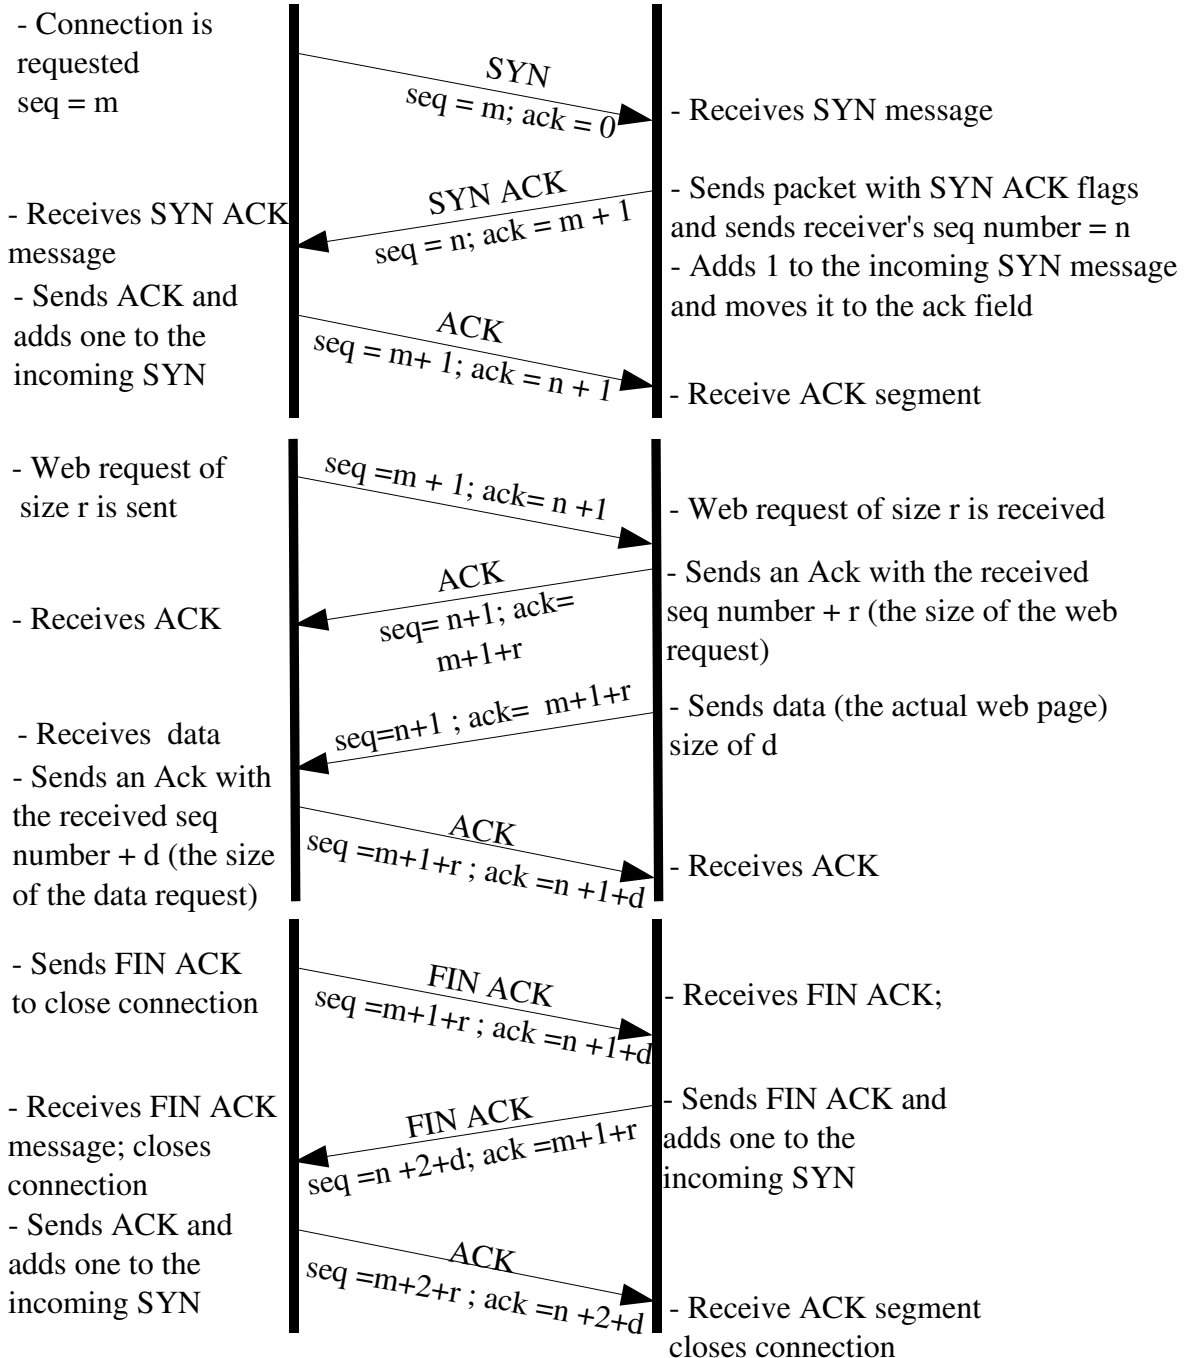 - Connection is
requested
seq = m
SYN
seq = m; ack = 0
- Receives SYN message
SYN ACK
seq = n; ack = m + 1
- Sends packet with SYN ACK flags
and sends receiver's seq number = n
- Adds 1 to the incoming SYN message
and moves it to the ack field
- Receives SYN ACK
message
- Sends ACK and
adds one to the
incoming SYN
ACK
seq = m+ 1; ack = n + 1
- Receive ACK segment
- Web request of
size r is sent
seq =m + 1; ack= n +1
- Web request of size r is received
ACK
seq= n+1; ack=
m+1+r
- Sends an Ack with the received
seq number + r (the size of the web
request)
- Receives ACK
seq=n+1 ; ack= m+1+r
- Sends data (the actual web page)
size of d
- Receives data
- Sends an Ack with
the received seq
number + d (the size
of the data request)
ACK
seq =m+1+r ; ack =n +1+d
- Receives ACK
- Sends FIN ACK
to close connection
FIN ACK
seq =m+1+r ; ack =n +1+d
- Receives FIN ACK;
FIN ACK
seq =n +2+d; ack =m+1+r
- Sends FIN ACK and
adds one to the
incoming SYN
- Receives FIN ACK
message; closes
connection
- Sends ACK and
adds one to the
incoming SYN
ACK
seq =m+2+r ; ack =n +2+d
- Receive ACK segment
closes connection